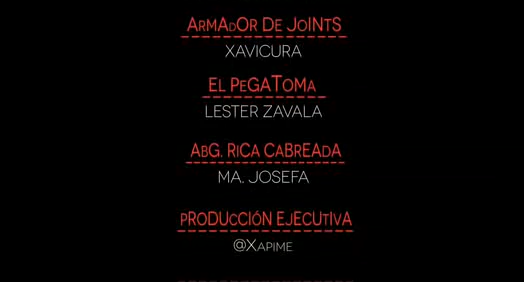 ARMAdOR DE JoINTS
XAVICURA
EL PeGAToMa
LESTER ZAVALA
ABG. RICA CABREAdA
MA. JOSEFA
PRODUCCIÓN EJECUTIVA
@XAPIME